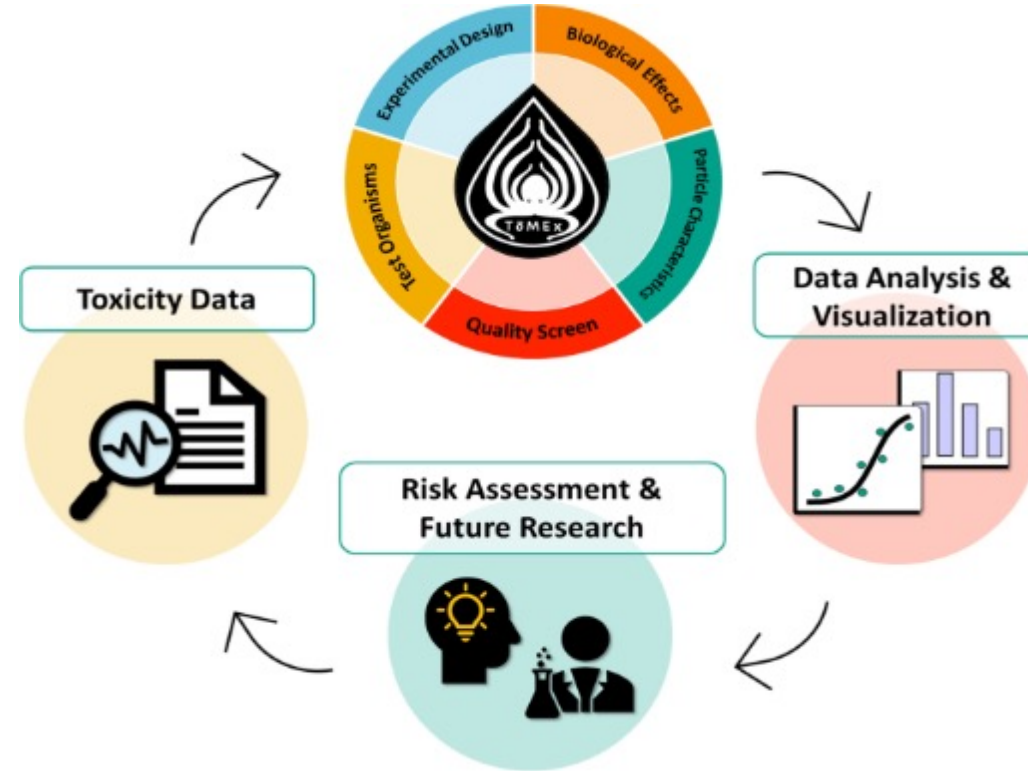 Experimental Design
Biological Effects
Particle Characteristics
Quality Screen
Test Organisms
TōMEx
Toxicity Data
Data Analysis &
Visualization
Risk Assessment &
Future Research